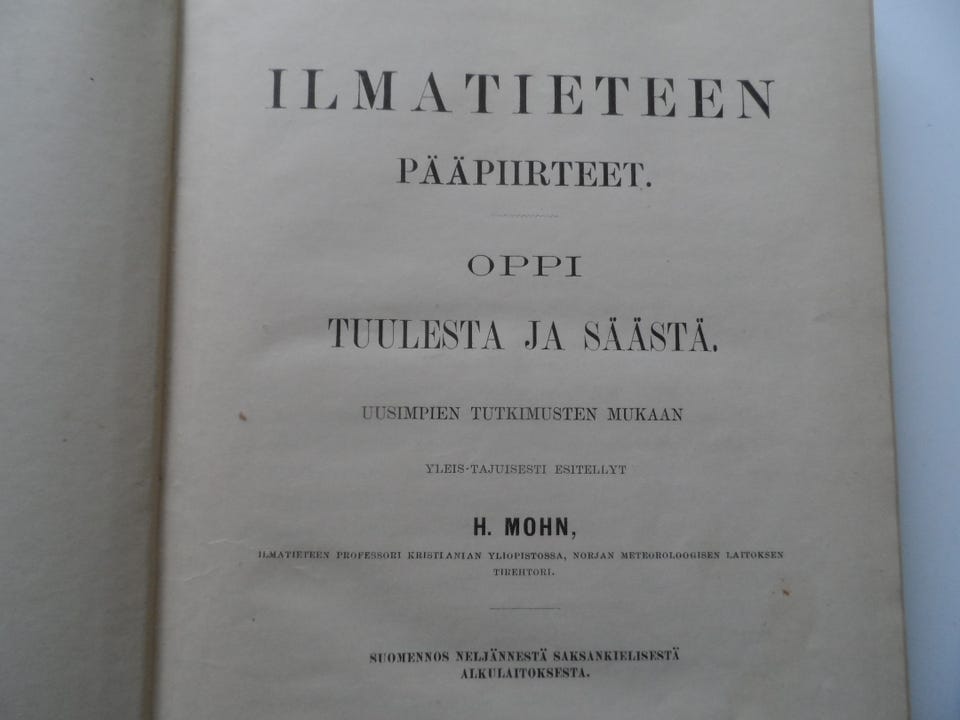 ILMATIETEEN
PÄÄPIIRTEET.
OPPI
TUULESTA JA SÄÄSTÄ.
UUSIMPIEN TUTKIMUSTEN MUKAAN
YLEIS-TAJUISESTI ESITELLYT
H. MOHN,
ILMATIETEEN PROFESSORI KRISTIANIAN YLIOPISTOSSA, NORJAN METEOROLOOGISEN LAITOKSEN
TIREHTORI.
SUOMENNOS NELJÄNNESTÄ SAKSANKIELISESTÄ
ALKULAITOKSESTA.